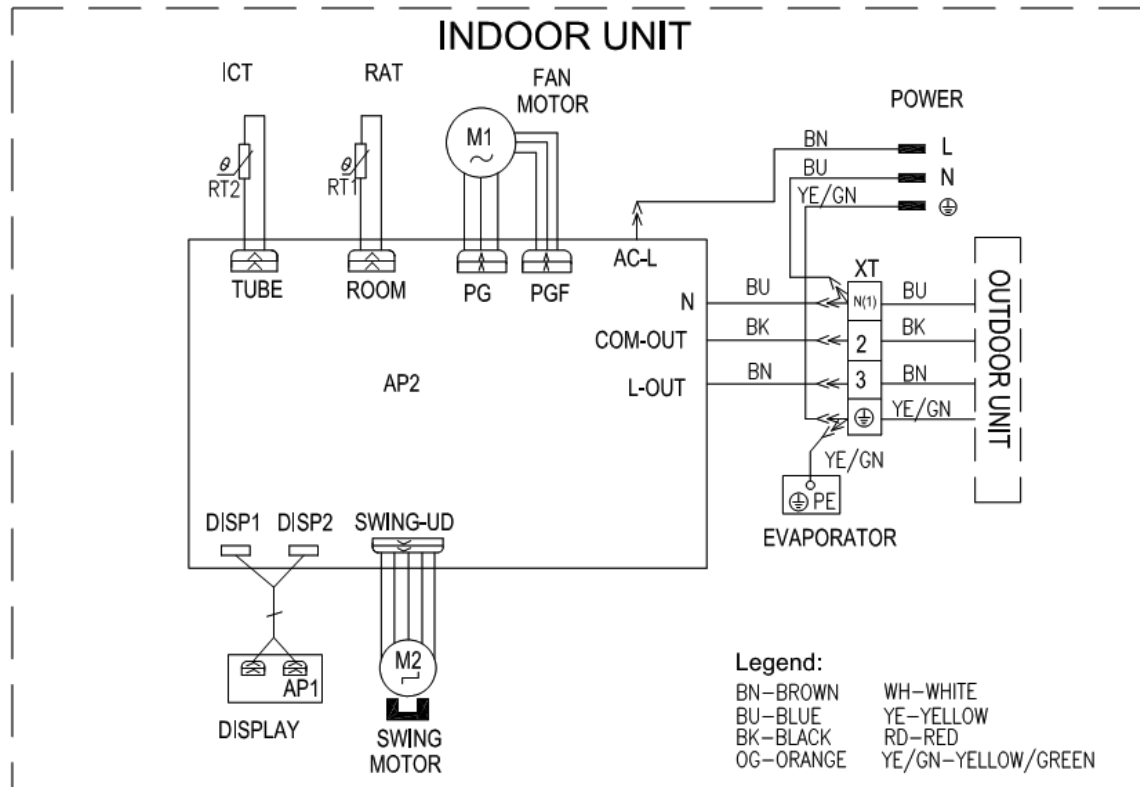 INDOOR UNIT
ICT
RAT
FAN
MOTOR
POWER
M1
θ
RT2
θ
RT1
BN
L
BU
N
YE/GN
TUBE
ROOM
PG
PGF
AC-L
XT
N
BU
N(1)
BU
COM-OUT
BK
2
BK
AP2
L-OUT
BN
3
BN
YE/GN
OUTDOOR UNIT
YE/GN
PE
EVAPORATOR
DISP1
DISP2
SWING-UD
M2
AP1
DISPLAY
SWING
MOTOR
Legend:
BN-BROWN WH-WHITE
BU-BLUE YE-YELLOW
BK-BLACK RD-RED
OG-ORANGE YE/GN-YELLOW/GREEN